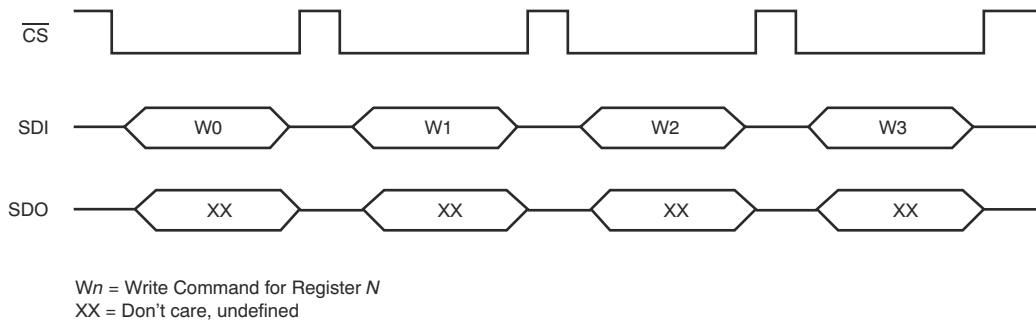 CS
SDI W0 W1 W2 W3
SDO XX XX XX XX
Wn = Write Command for Register N
XX = Don't care, undefined